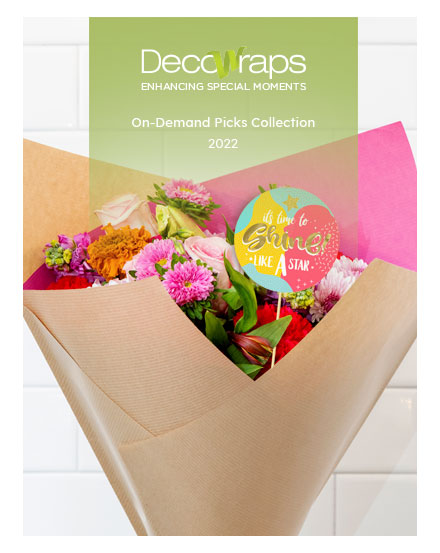 DecoWraps
ENHANCING SPECIAL MOMENTS
On-Demand Picks Collection
2022
it's time to
Shine
LIKE A STAR